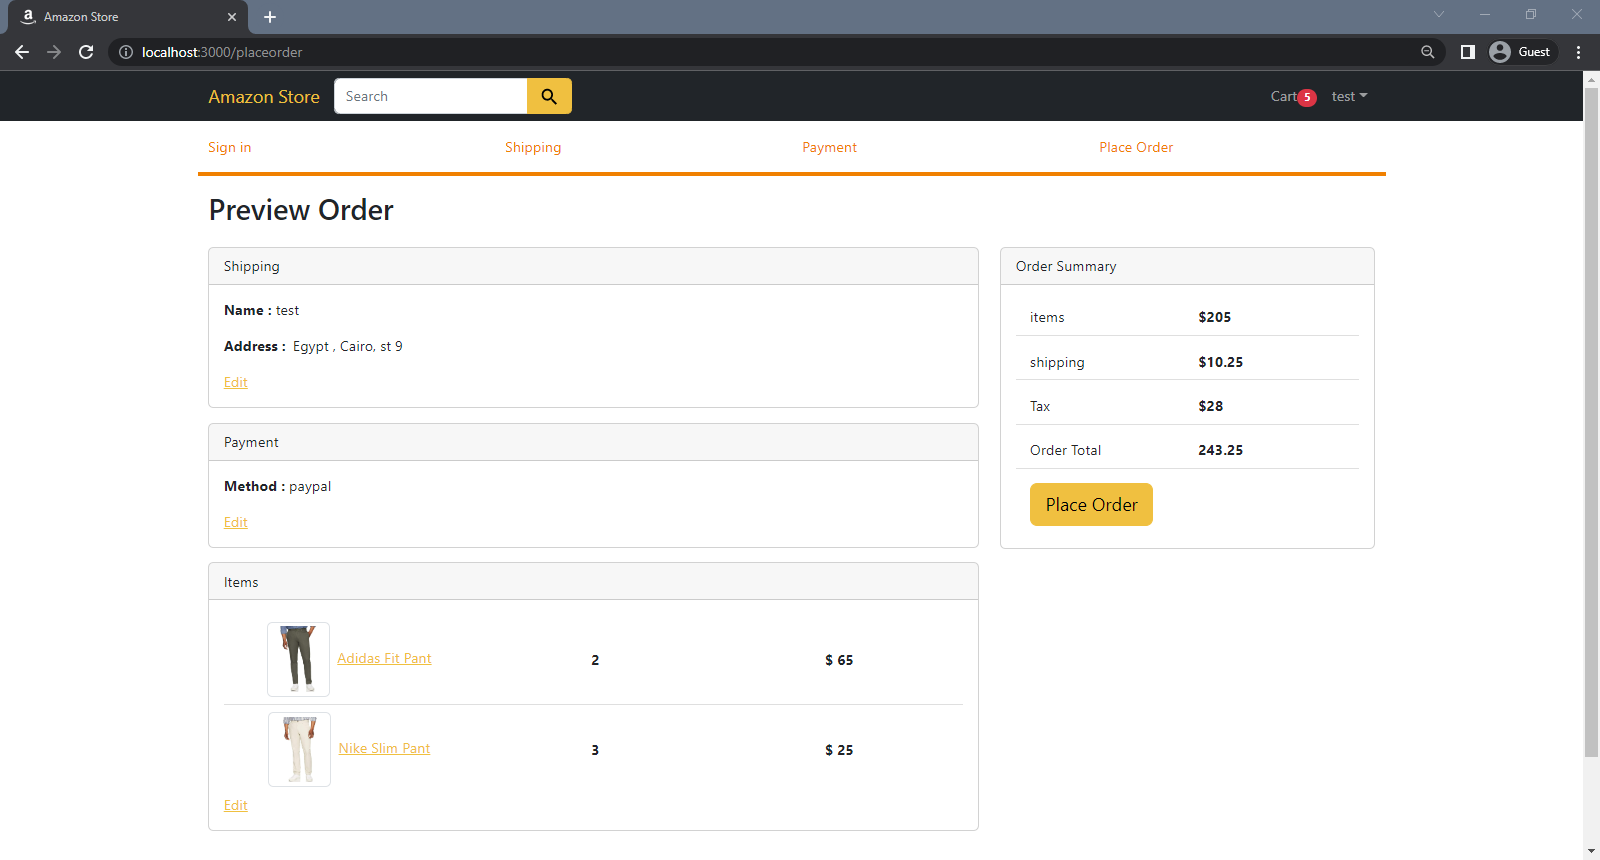 Amazon Store
localhost:3000/placeorder
Guest
Amazon Store
Search
Cart 5
test
Sign in
Shipping
Payment
Place Order
Preview Order
Shipping
Name : test
Address : Egypt , Cairo, st 9
Edit
Payment
Method : paypal
Edit
Items
Adidas Fit Pant 2 $ 65
Nike Slim Pant 3 $ 25
Edit
Order Summary
items $205
shipping $10.25
Tax $28
Order Total 243.25
Place Order